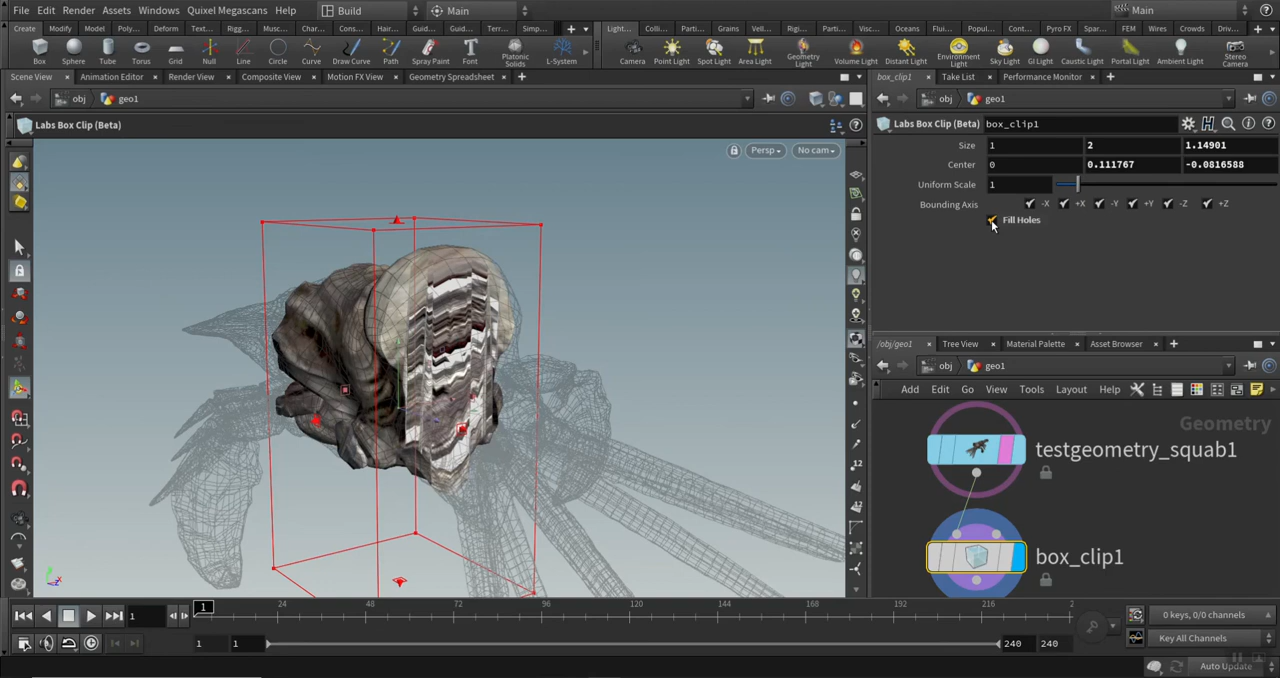 File Edit Render Assets Windows Quixel Megascans Help Build Main Main
Create Modify Model Poly... Deform Text... Rigg... Musc... Char... Cons... Hair... Guid... Guid... Terr... Simp... Light... Colli... Parti... Grains Vell... Rigi... Parti... Visc... Oceans Flui... Pyro FX Spar... FEM Wires Crowds Driv...
Box Sphere Tube Torus Grid Null Line Circle Curve Draw Curve Path Spray Paint Font Platonic Solids L-System Camera Point Light Spot Light Area Light Geometry Light Volume Light Distant Light Environment Light Sky Light GI Light Caustic Light Portal Light Ambient Light Stereo Camera
Scene View Animation Editor Render View Composite View Motion FX View Geometry Spreadsheet
obj geo1
Labs Box Clip (Beta)
Persp No cam
box_clip1 Take List Performance Monitor
obj geo1
Labs Box Clip (Beta) box_clip1
Size 1 2 1.14901
Center 0 0.111767 -0.0816588
Uniform Scale 1
Bounding Axis -X +X -Y +Y -Z +Z
Fill Holes
/obj/geo1 Tree View Material Palette Asset Browser
obj geo1
Add Edit Go View Tools Layout Help
Geometry
testgeometry_squab1
box_clip1
1 1 24 48 72 96 120 144 168 192 216 2
0 keys, 0/0 channels
1 1 240 240 Key All Channels
Auto Update